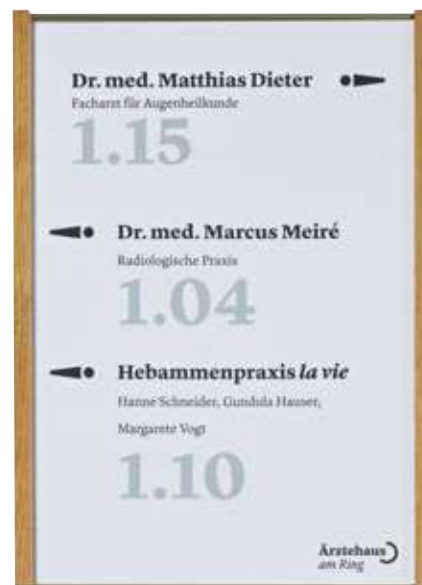 Dr. med. Matthias Dieter
Facharzt für Augenheilkunde
1.15
Dr. med. Marcus Meiré
Radiologische Praxis
1.04
Hebammenpraxis la vie
Hanne Schneider, Gundula Hauser,
Margarete Vogt
1.10
Ärztehaus
am Ring